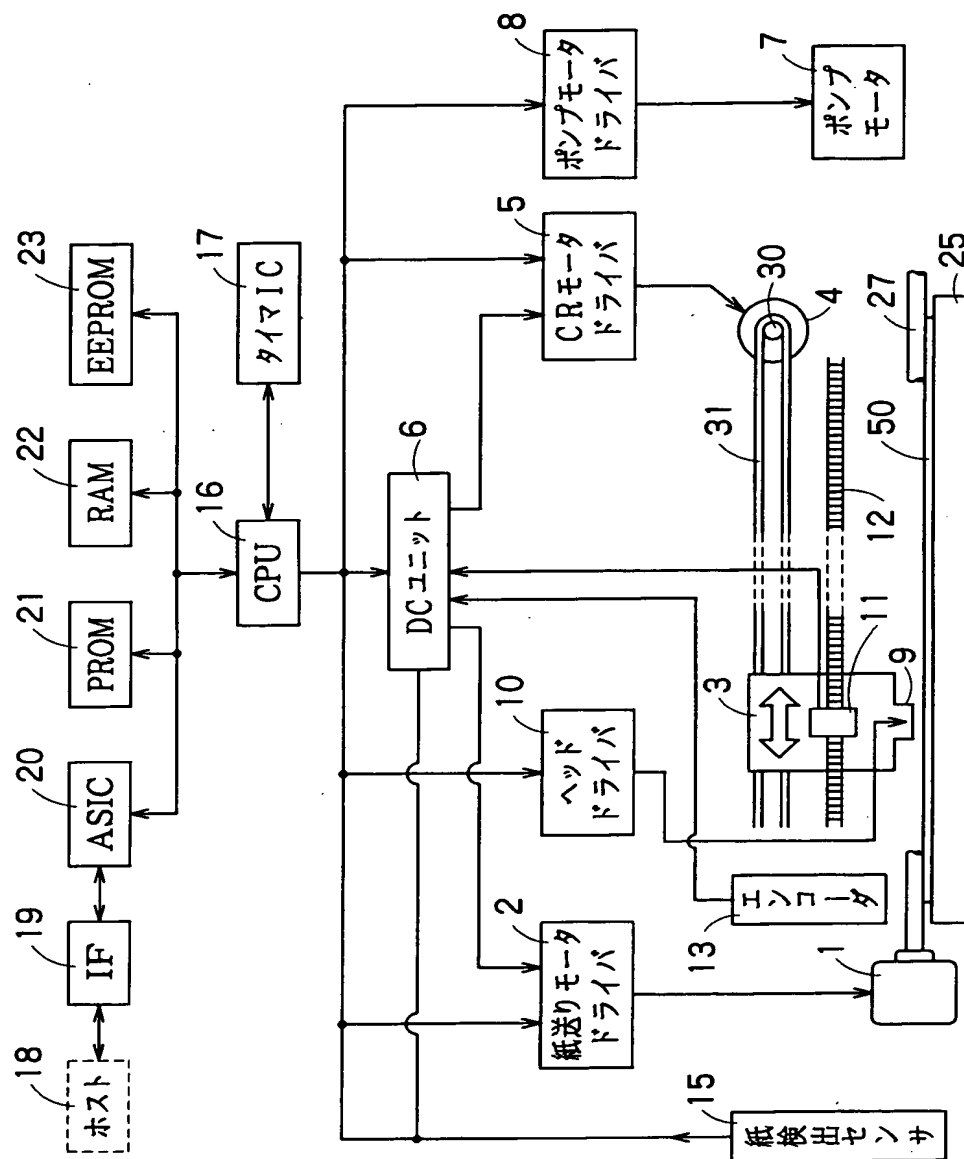 18
ホスト
19
IF
20
ASIC
21
PROM
22
RAM
23
EEPROM
16
CPU
17
タイマIC
6
DCユニット
2
紙送りモータ
ドライバ
10
ヘッド
ドライバ
5
CRモータ
ドライバ
8
ポンプモータ
ドライバ
15
紙検出センサ
13
エンコーダ
3
31
30
4
7
ポンプ
モータ
11
12
9
1
50
27
25